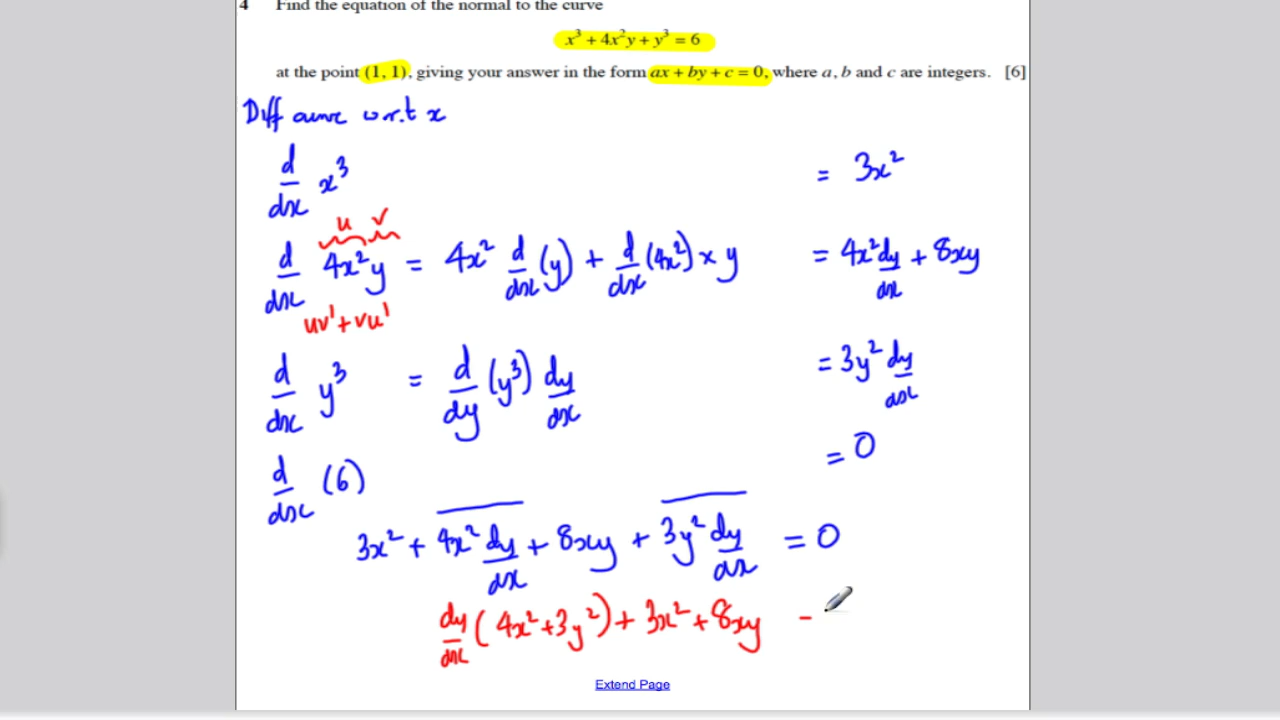 4 Find the equation of the normal to the curve
x³ + 4x²y + y³ = 6
at the point (1, 1), giving your answer in the form ax + by + c = 0, where a, b and c are integers. [6]
Diff curve w.r.t x
d/dx x³ = 3x²
u v
d/dx 4x²y = 4x² d/dx (y) + d/dx (4x²) × y = 4x² dy/dx + 8xy
uv' + vu'
d/dx y³ = d/dy (y³) dy/dx = 3y² dy/dx
d/dx (6) = 0
3x² + 4x² dy/dx + 8xy + 3y² dy/dx = 0
dy/dx (4x² + 3y²) + 3x² + 8xy -
Extend Page